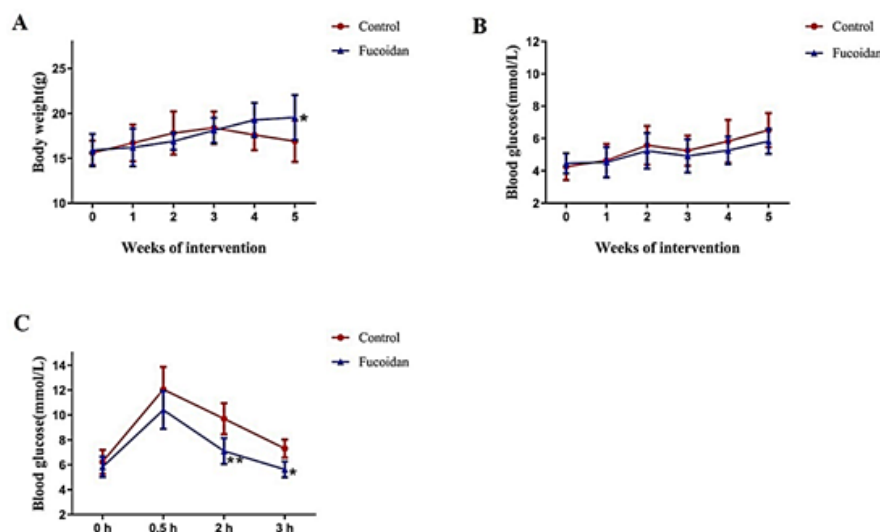 A
Control
Fucoidan
Body weight(g)
25
20
15
10
*
0 1 2 3 4 5
Weeks of intervention
B
Control
Fucoidan
Blood glucose(mmol/L)
12
10
8
6
4
2
0 1 2 3 4 5
Weeks of intervention
C
Control
Fucoidan
Blood glucose(mmol/L)
14
12
10
8
6
4
2
**
*
0 h 0.5 h 2 h 3 h